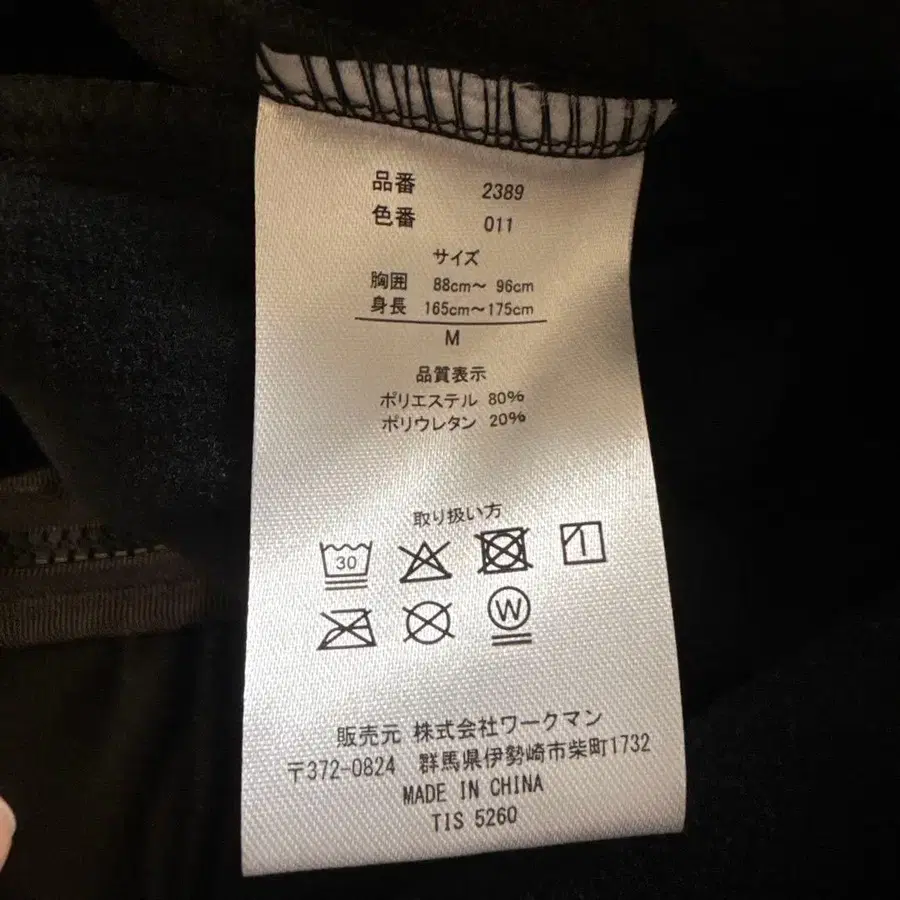 品番 2389
色番 011
サイズ
胸囲 88cm～ 96cm
身長 165cm～175cm
M
品質表示
ポリエステル 80%
ポリウレタン 20%
取り扱い方
30
W
販売元 株式会社ワークマン
〒372-0824 群馬県伊勢崎市柴町1732
MADE IN CHINA
TIS 5260